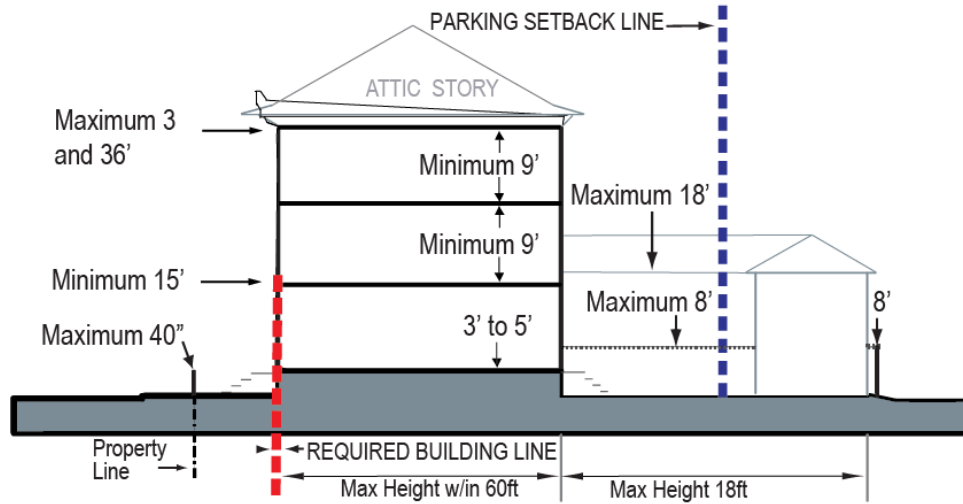 PARKING SETBACK LINE
ATTIC STORY
Maximum 3
and 36’
Minimum 9’
Maximum 18’
Minimum 9’
Minimum 15’
Maximum 8’
8’
Maximum 40”
3’ to 5’
Property
Line
REQUIRED BUILDING LINE
Max Height w/in 60ft
Max Height 18ft